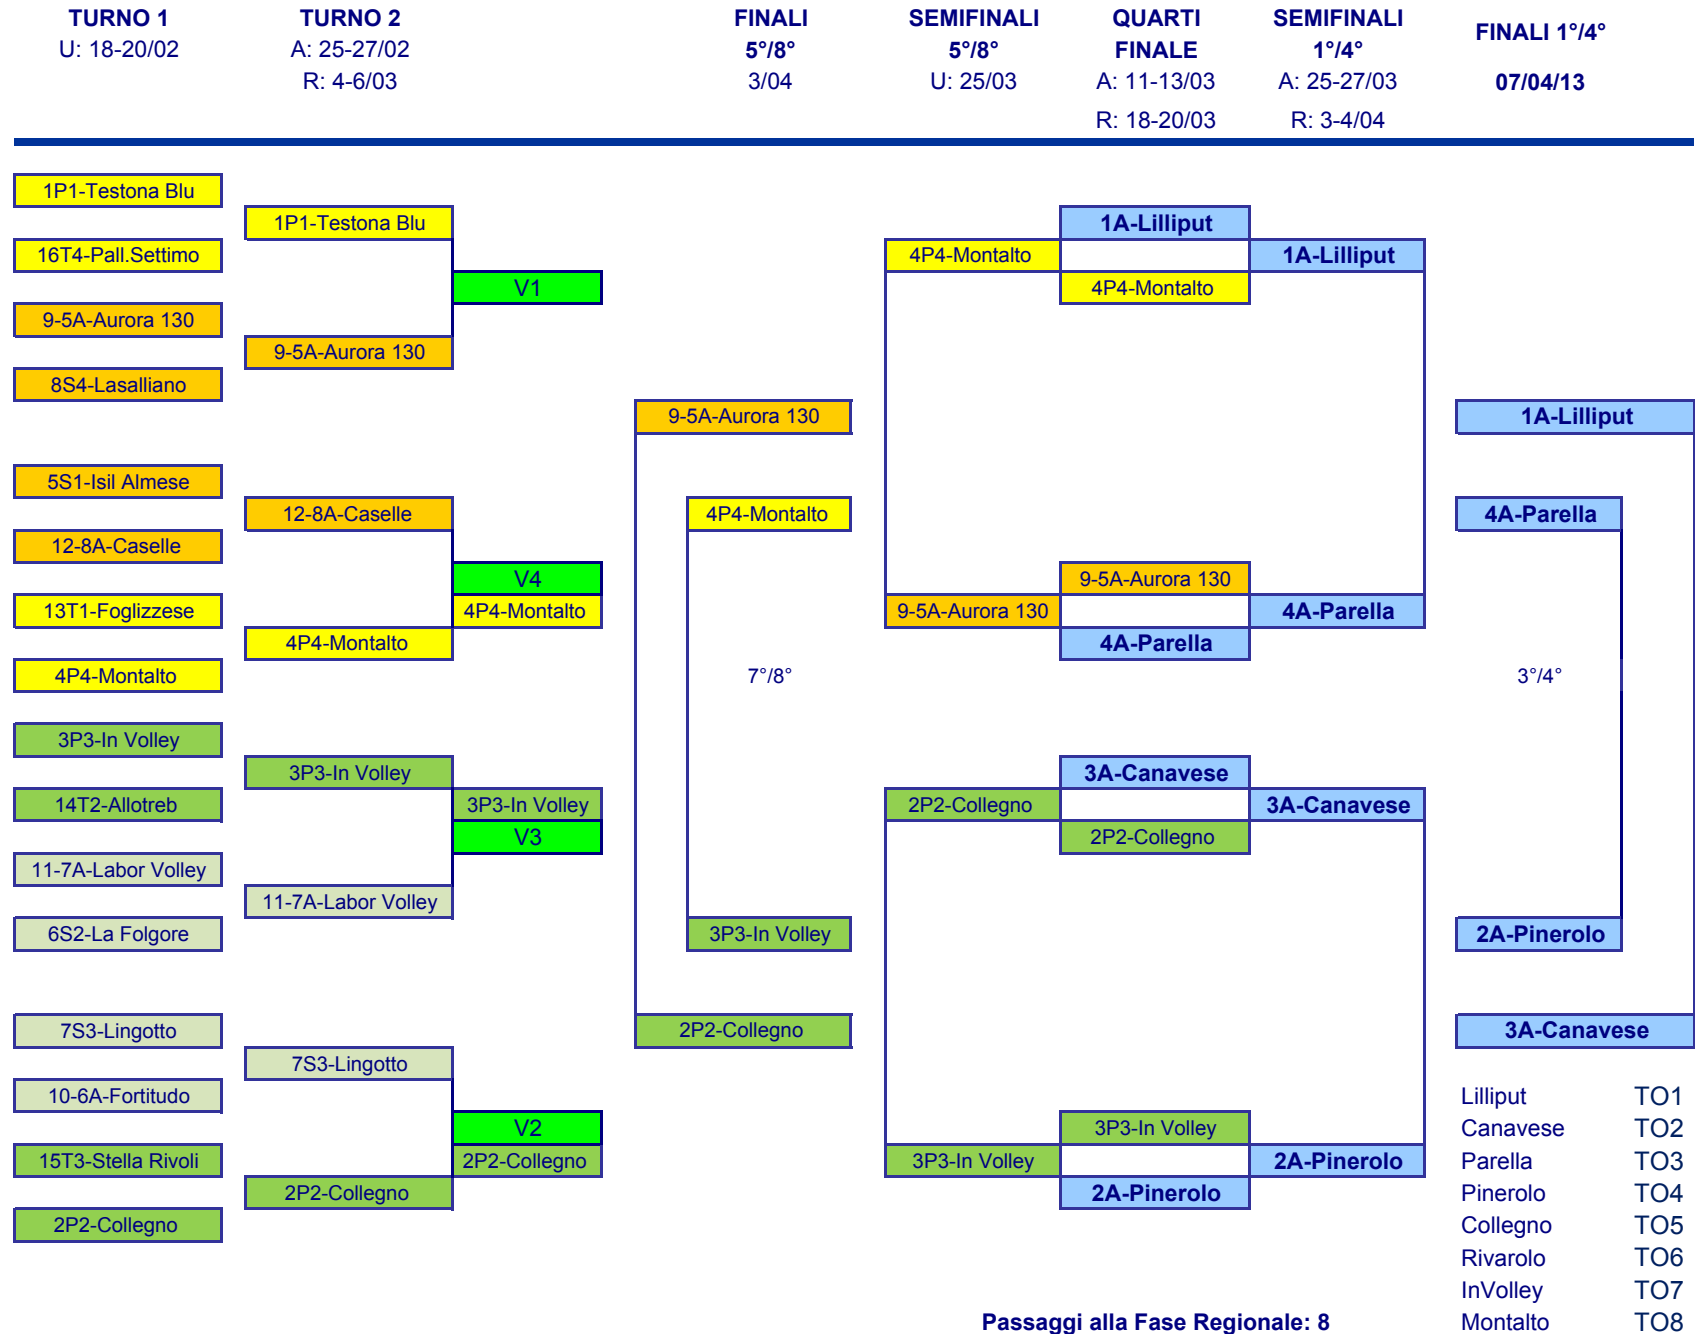 TURNO 1
U: 18-20/02
TURNO 2
A: 25-27/02
R: 4-6/03
FINALI
5°/8°
3/04
SEMIFINALI
5°/8°
U: 25/03
QUARTI
FINALE
A: 11-13/03
R: 18-20/03
SEMIFINALI
1°/4°
A: 25-27/03
R: 3-4/04
FINALI 1°/4°
07/04/13
1P1-Testona Blu
16T4-Pall.Settimo
9-5A-Aurora 130
8S4-Lasalliano
5S1-Isil Almese
12-8A-Caselle
13T1-Foglizzese
4P4-Montalto
3P3-In Volley
14T2-Allotreb
11-7A-Labor Volley
6S2-La Folgore
7S3-Lingotto
10-6A-Fortitudo
15T3-Stella Rivoli
2P2-Collegno
1P1-Testona Blu
9-5A-Aurora 130
12-8A-Caselle
4P4-Montalto
3P3-In Volley
11-7A-Labor Volley
7S3-Lingotto
2P2-Collegno
V1
V4
4P4-Montalto
3P3-In Volley
V3
V2
2P2-Collegno
9-5A-Aurora 130
4P4-Montalto
7°/8°
3P3-In Volley
2P2-Collegno
4P4-Montalto
9-5A-Aurora 130
2P2-Collegno
3P3-In Volley
1A-Lilliput
4P4-Montalto
9-5A-Aurora 130
4A-Parella
3A-Canavese
2P2-Collegno
3P3-In Volley
2A-Pinerolo
1A-Lilliput
4A-Parella
3A-Canavese
2A-Pinerolo
1A-Lilliput
4A-Parella
3°/4°
2A-Pinerolo
3A-Canavese
Lilliput TO1
Canavese TO2
Parella TO3
Pinerolo TO4
Collegno TO5
Rivarolo TO6
InVolley TO7
Montalto TO8
Passaggi alla Fase Regionale: 8